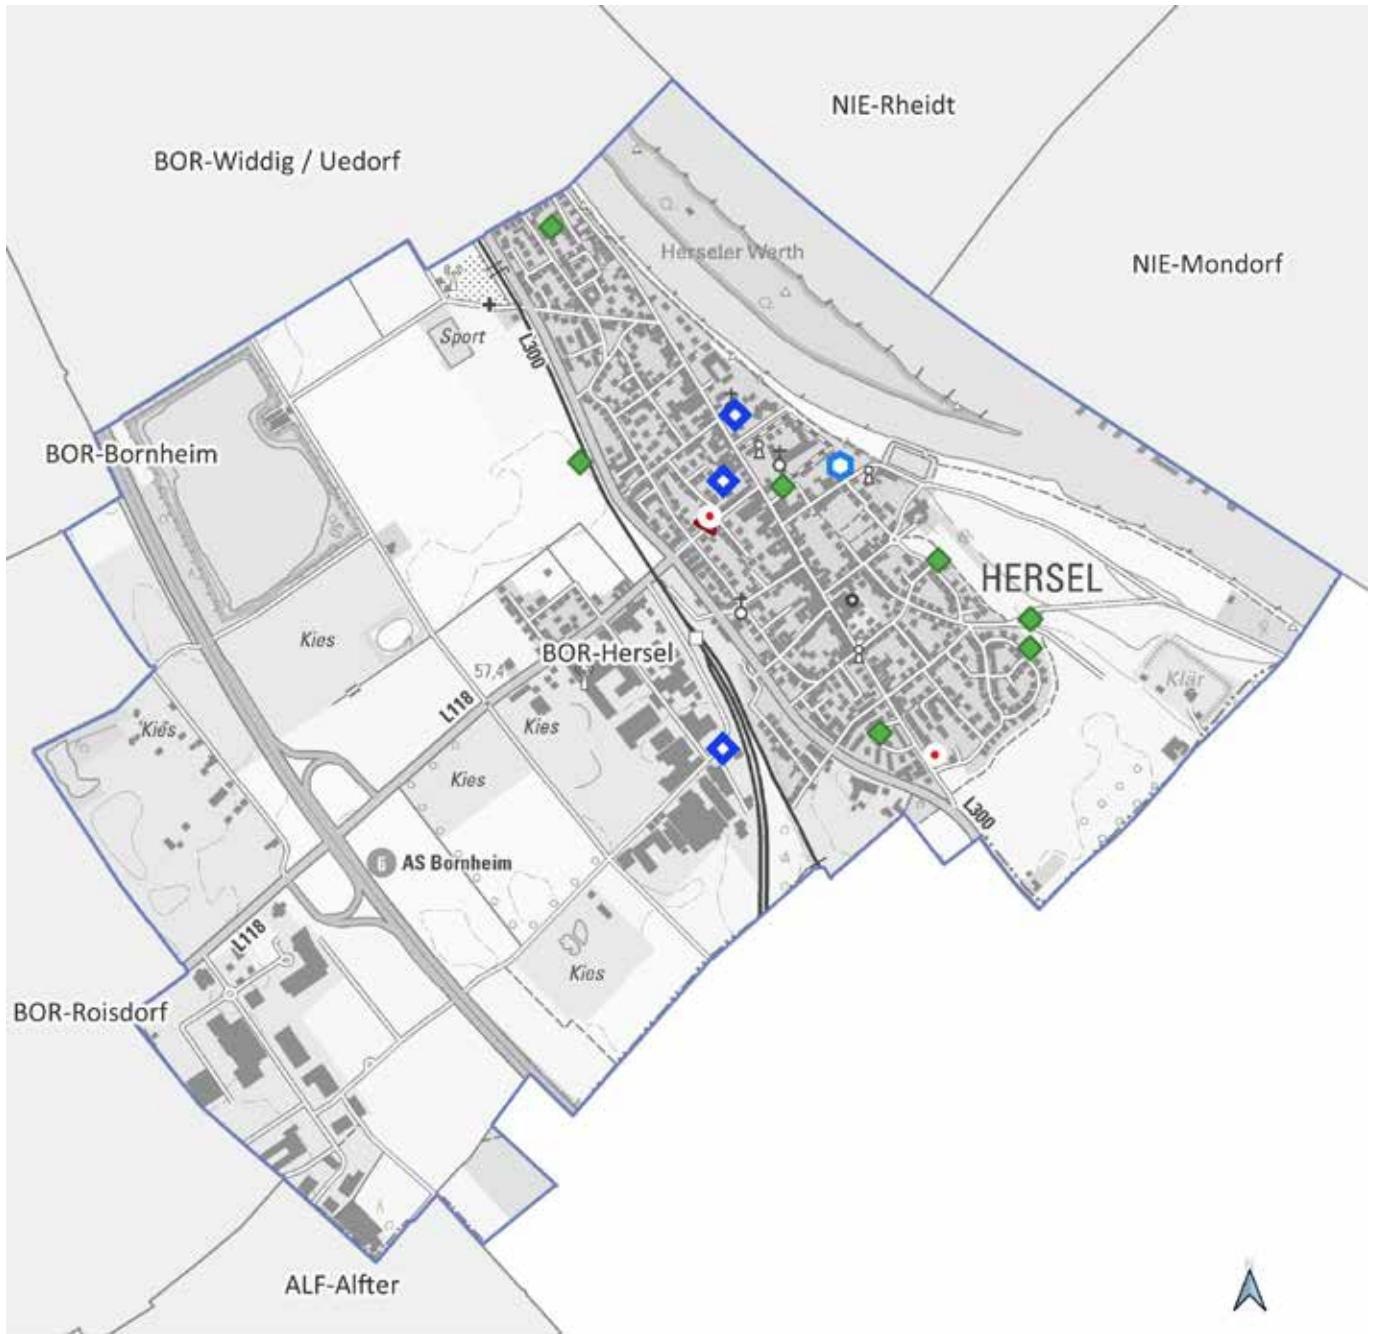 NIE-Rheidt
BOR-Widdig / Uedorf
Herseler Werth
NIE-Mondorf
Sport
L300
BOR-Bornheim
HERSEL
Kies
BOR-Hersel
57,4
Klär
L118
Kies
Kies
Kies
L300
6 AS Bornheim
L118
Kies
BOR-Roisdorf
ALF-Alfter